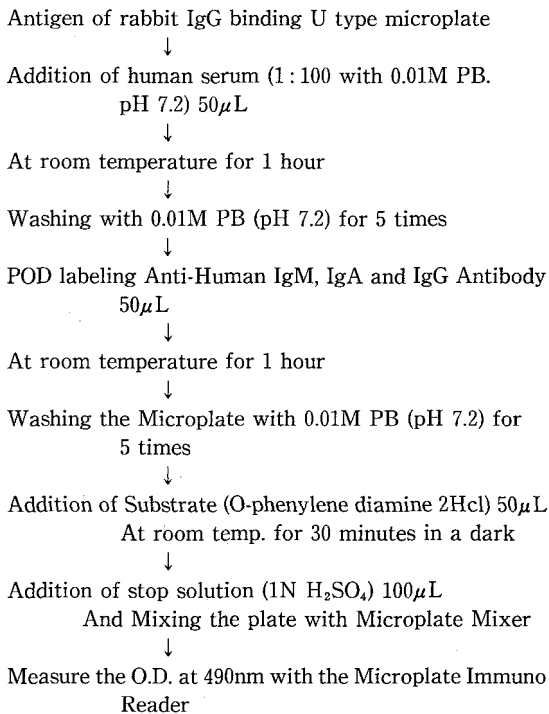 Antigen of rabbit IgG binding U type microplate
↓
Addition of human serum (1 : 100 with 0.01M PB.
pH 7.2) 50μL
↓
At room temperature for 1 hour
↓
Washing with 0.01M PB (pH 7.2) for 5 times
↓
POD labeling Anti-Human IgM, IgA and IgG Antibody
50μL
↓
At room temperature for 1 hour
↓
Washing the Microplate with 0.01M PB (pH 7.2) for
5 times
↓
Addition of Substrate (O-phenylene diamine 2Hcl) 50μL
At room temp. for 30 minutes in a dark
↓
Addition of stop solution (1N H₂SO₄) 100μL
And Mixing the plate with Microplate Mixer
↓
Measure the O.D. at 490nm with the Microplate Immuno
Reader